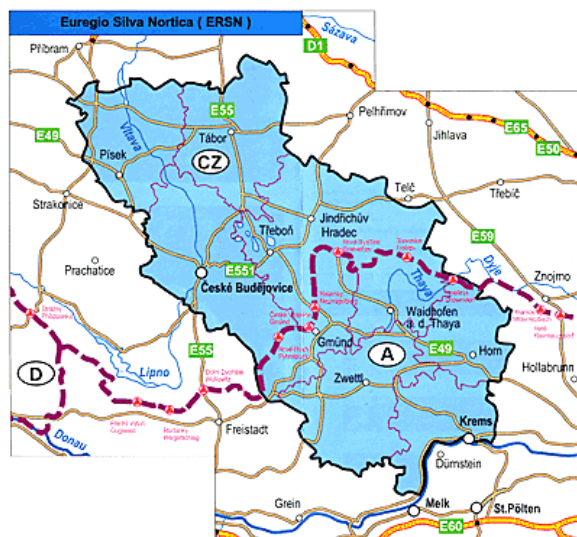 Euregio Silva Nortica ( ERSN )
Sázava
D1
Příbram
E49
E55
Pelhřimov
E65
Jihlava
E50
Vltava
Tábor
CZ
Písek
Telč
Třebíč
Strakonice
Jindřichův
Hradec
Třeboň
E59
Prachatice
E551
České Budějovice
Dyje
Thaya
Znojmo
Waidhofen
a. d. Thaya
Gmünd
A
E49
Horn
D
Lipno
E55
Zwettl
Hollabrunn
Freistadt
Krems
Donau
Dürnstein
Grein
Melk
St.Pölten
E60